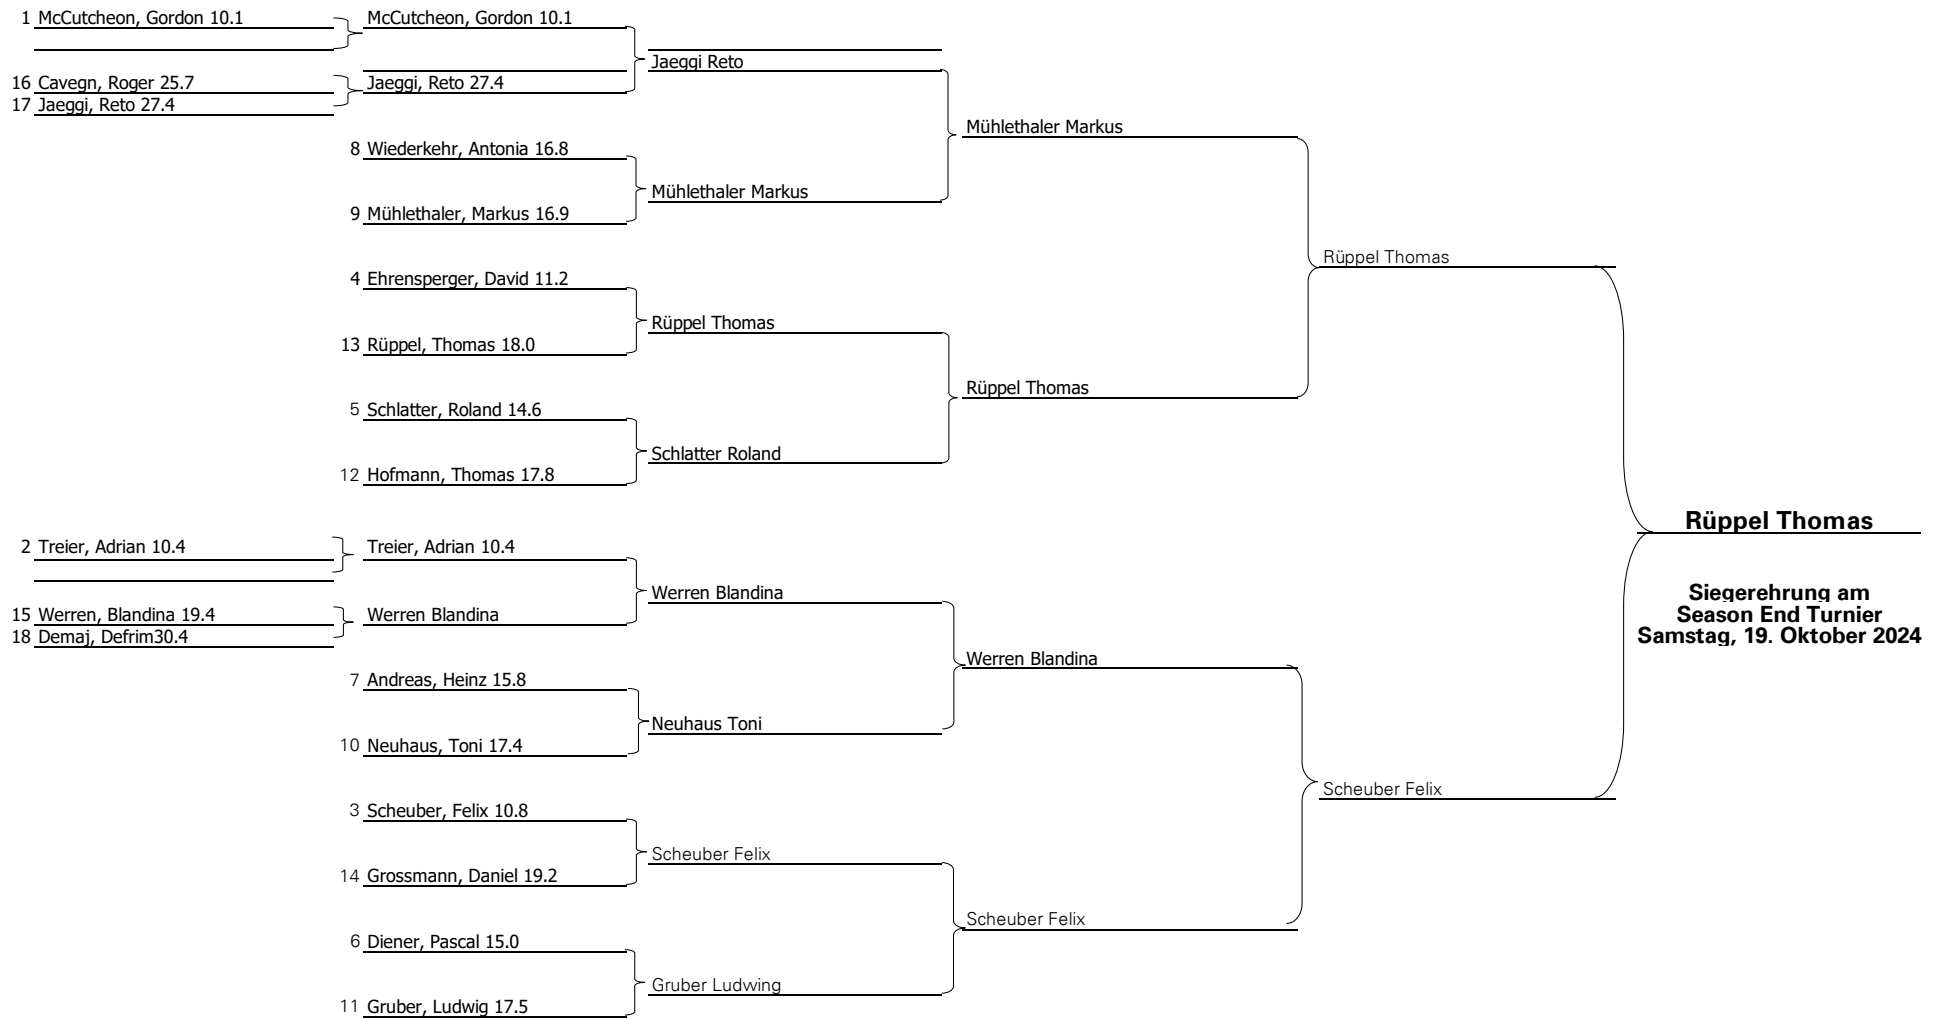 1 McCutcheon, Gordon 10.1
McCutcheon, Gordon 10.1
Jaeggi Reto
16 Cavegn, Roger 25.7
Jaeggi, Reto 27.4
17 Jaeggi, Reto 27.4
Mühlethaler Markus
8 Wiederkehr, Antonia 16.8
Mühlethaler Markus
9 Mühlethaler, Markus 16.9
Rüppel Thomas
4 Ehrensperger, David 11.2
Rüppel Thomas
13 Rüppel, Thomas 18.0
Rüppel Thomas
5 Schlatter, Roland 14.6
Schlatter Roland
12 Hofmann, Thomas 17.8
Rüppel Thomas
2 Treier, Adrian 10.4
Treier, Adrian 10.4
Werren Blandina
Siegerehrung am
Season End Turnier
Samstag, 19. Oktober 2024
15 Werren, Blandina 19.4
Werren Blandina
18 Demaj, Defrim30.4
Werren Blandina
7 Andreas, Heinz 15.8
Neuhaus Toni
10 Neuhaus, Toni 17.4
Scheuber Felix
3 Scheuber, Felix 10.8
Scheuber Felix
14 Grossmann, Daniel 19.2
Scheuber Felix
6 Diener, Pascal 15.0
Gruber Ludwing
11 Gruber, Ludwig 17.5